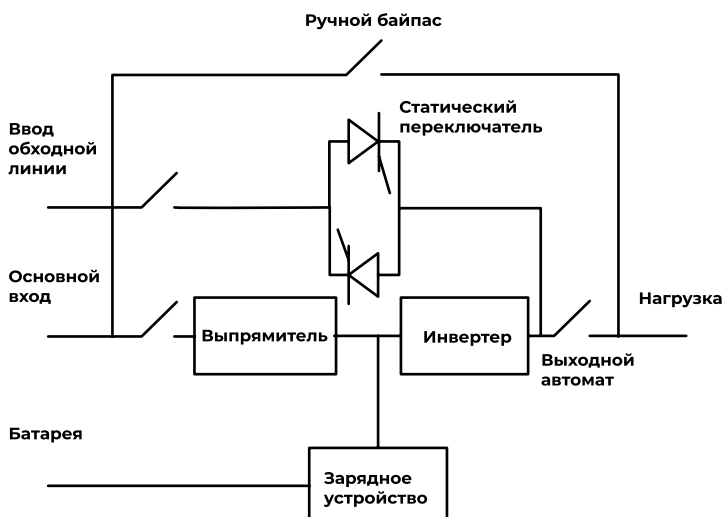 Ручной байпас
Статический
переключатель
Ввод
обходной
линии
Основной
вход
Нагрузка
Выпрямитель
Инвертер
Выходной
автомат
Батарея
Зарядное
устройство